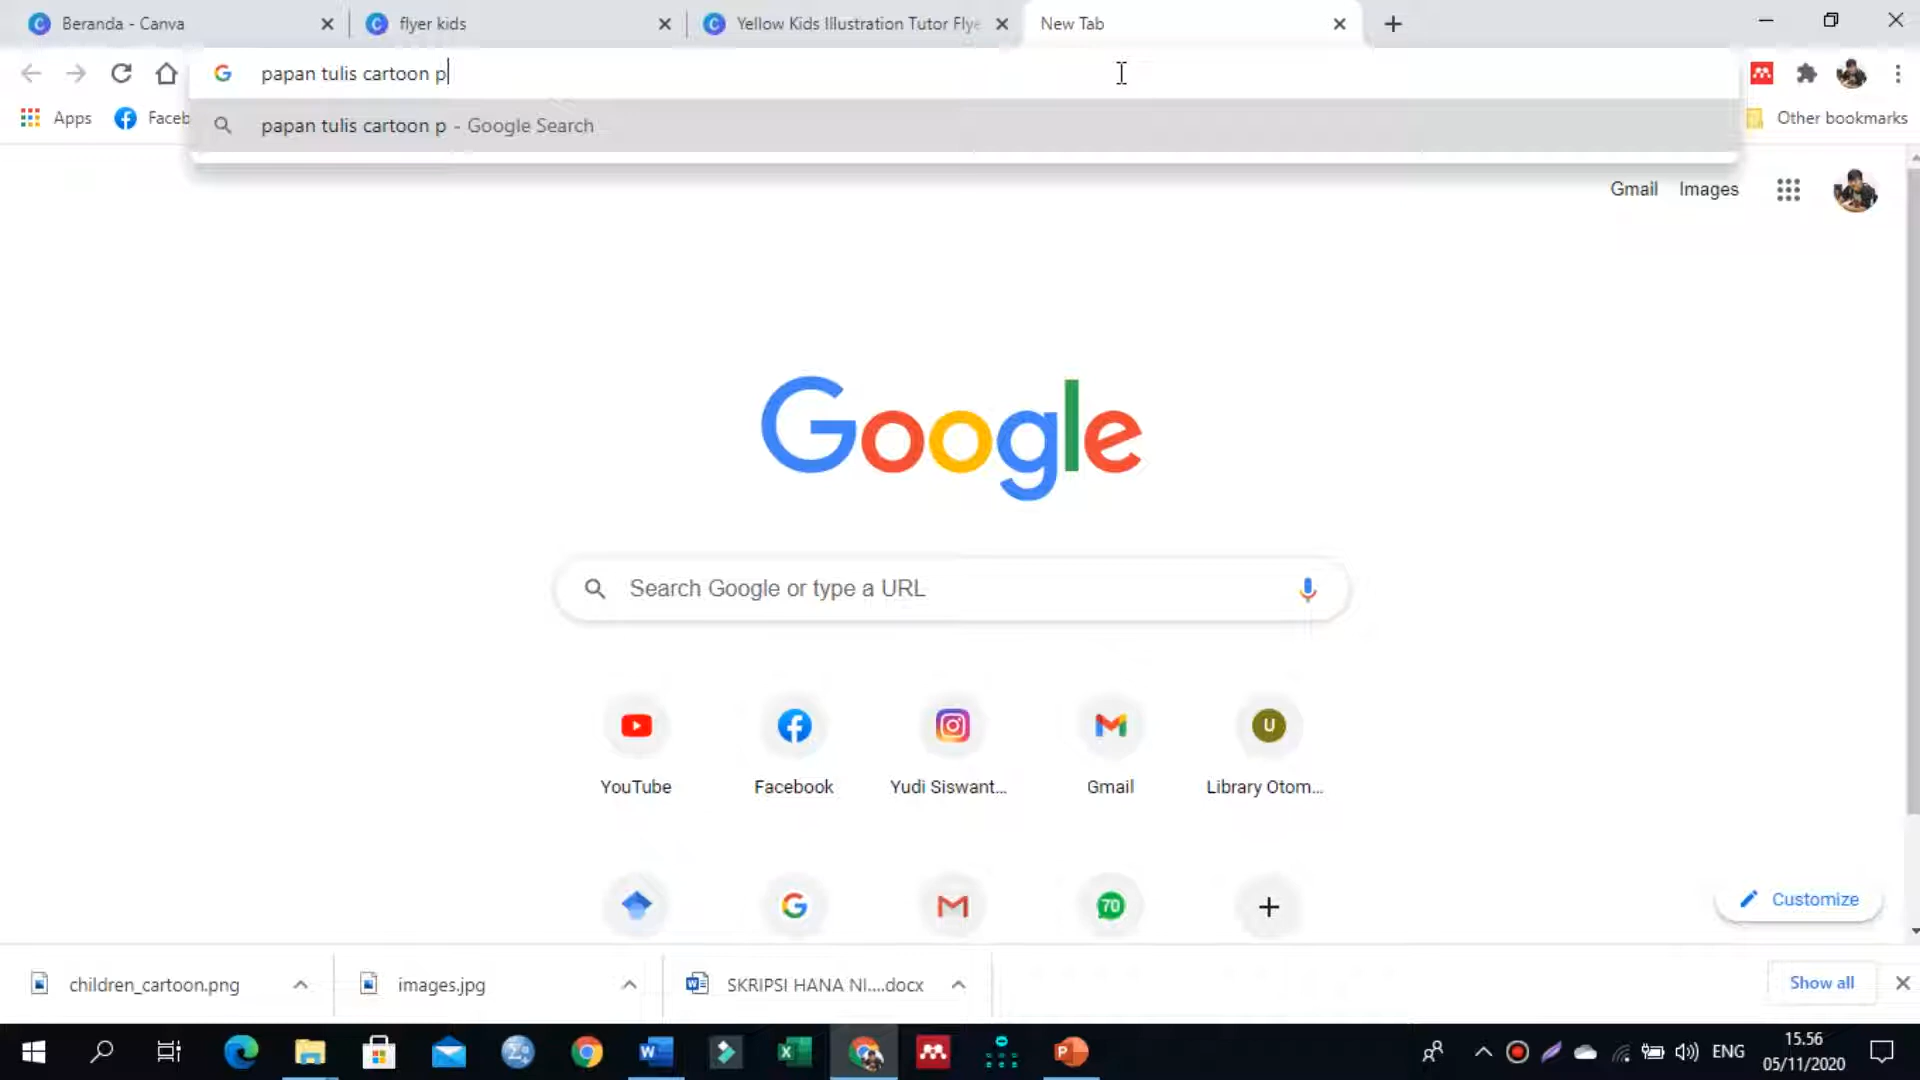 Beranda - Canva
flyer kids
Yellow Kids Illustration Tutor Flye
New Tab
papan tulis cartoon p
Apps
Faceb
papan tulis cartoon p - Google Search
Other bookmarks
Gmail
Images
Google
Search Google or type a URL
U
YouTube
Facebook
Yudi Siswant...
Gmail
Library Otom...
70
Customize
children_cartoon.png
images.jpg
SKRIPSI HANA NI....docx
Show all
ENG
15.56
05/11/2020